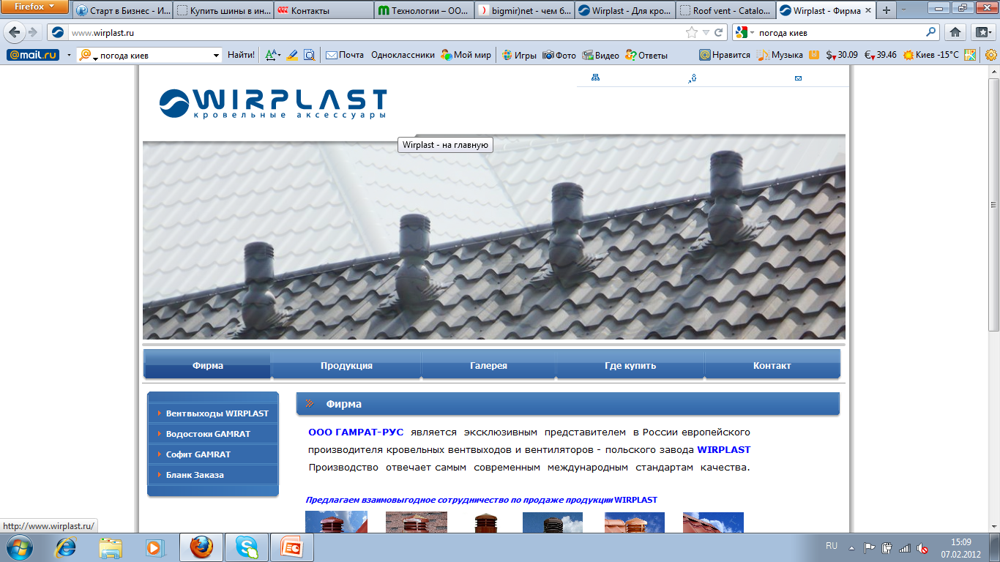 Firefox
Старт в Бизнес - И...
Купить шины в ин...
Контакты
Технологии – ОО...
bigmir)net - чем б...
Wirplast - Для кро...
Roof vent - Catalo...
Wirplast - Фирма
www.wirplast.ru
погода киев
@mail.ru
погода киев
Найти!
Почта
Одноклассники
Мой мир
Игры
Фото
Видео
Ответы
Нравится
Музыка
$ 30.09
€ 39.46
Киев -15°C
WIRPLAST
кровельные аксессуары
Wirplast - на главную
Фирма
Продукция
Галерея
Где купить
Контакт
Вентвыходы WIRPLAST
Водостоки GAMRAT
Софит GAMRAT
Бланк Заказа
Фирма
ООО ГАМРАТ-РУС является эксклюзивным представителем в России европейского
производителя кровельных вентвыходов и вентиляторов - польского завода WIRPLAST
Производство отвечает самым современным международным стандартам качества.
Предлагаем взаимовыгодное сотрудничество по продаже продукции WIRPLAST
http://www.wirplast.ru/
RU
15:09
07.02.2012